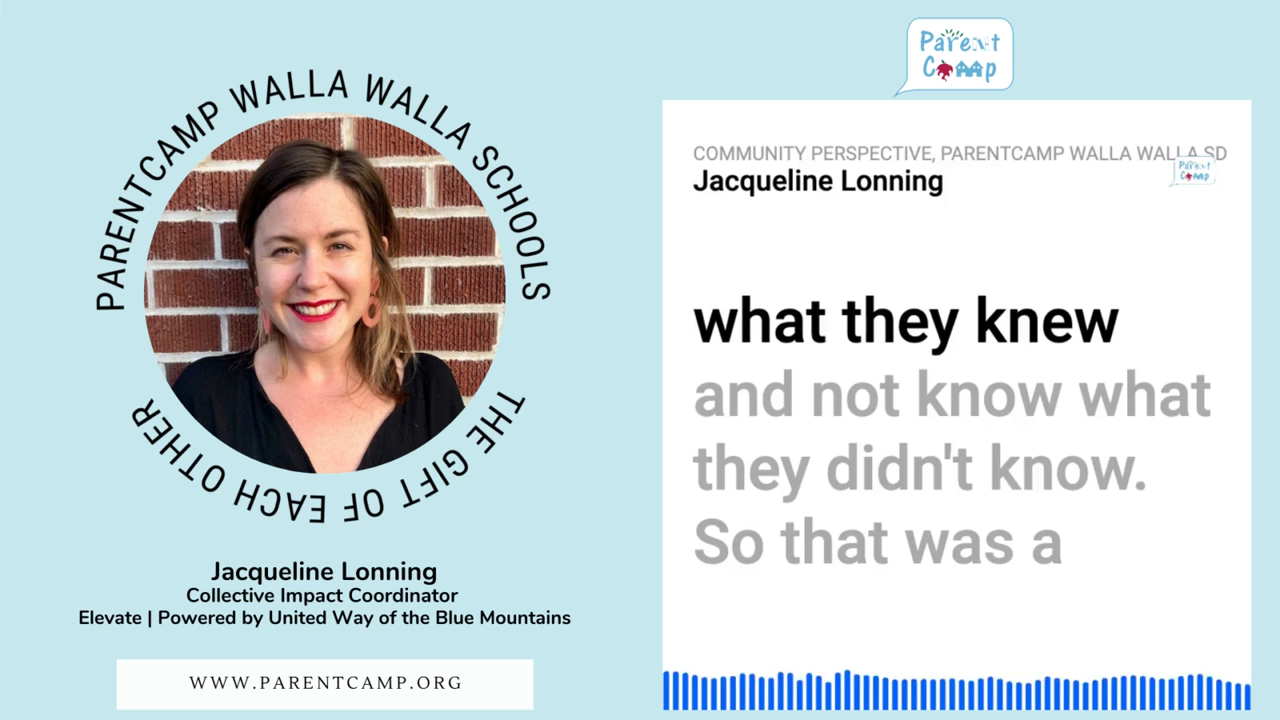 PARENTCAMP WALLA WALLA SCHOOLS
THE GIFT OF EACH OTHER
Jacqueline Lonning
Collective Impact Coordinator
Elevate | Powered by United Way of the Blue Mountains
WWW.PARENTCAMP.ORG
Parent
Camp
COMMUNITY PERSPECTIVE, PARENTCAMP WALLA WALLA SD
Jacqueline Lonning
Parent
Camp
what they knew
and not know what
they didn't know.
So that was a